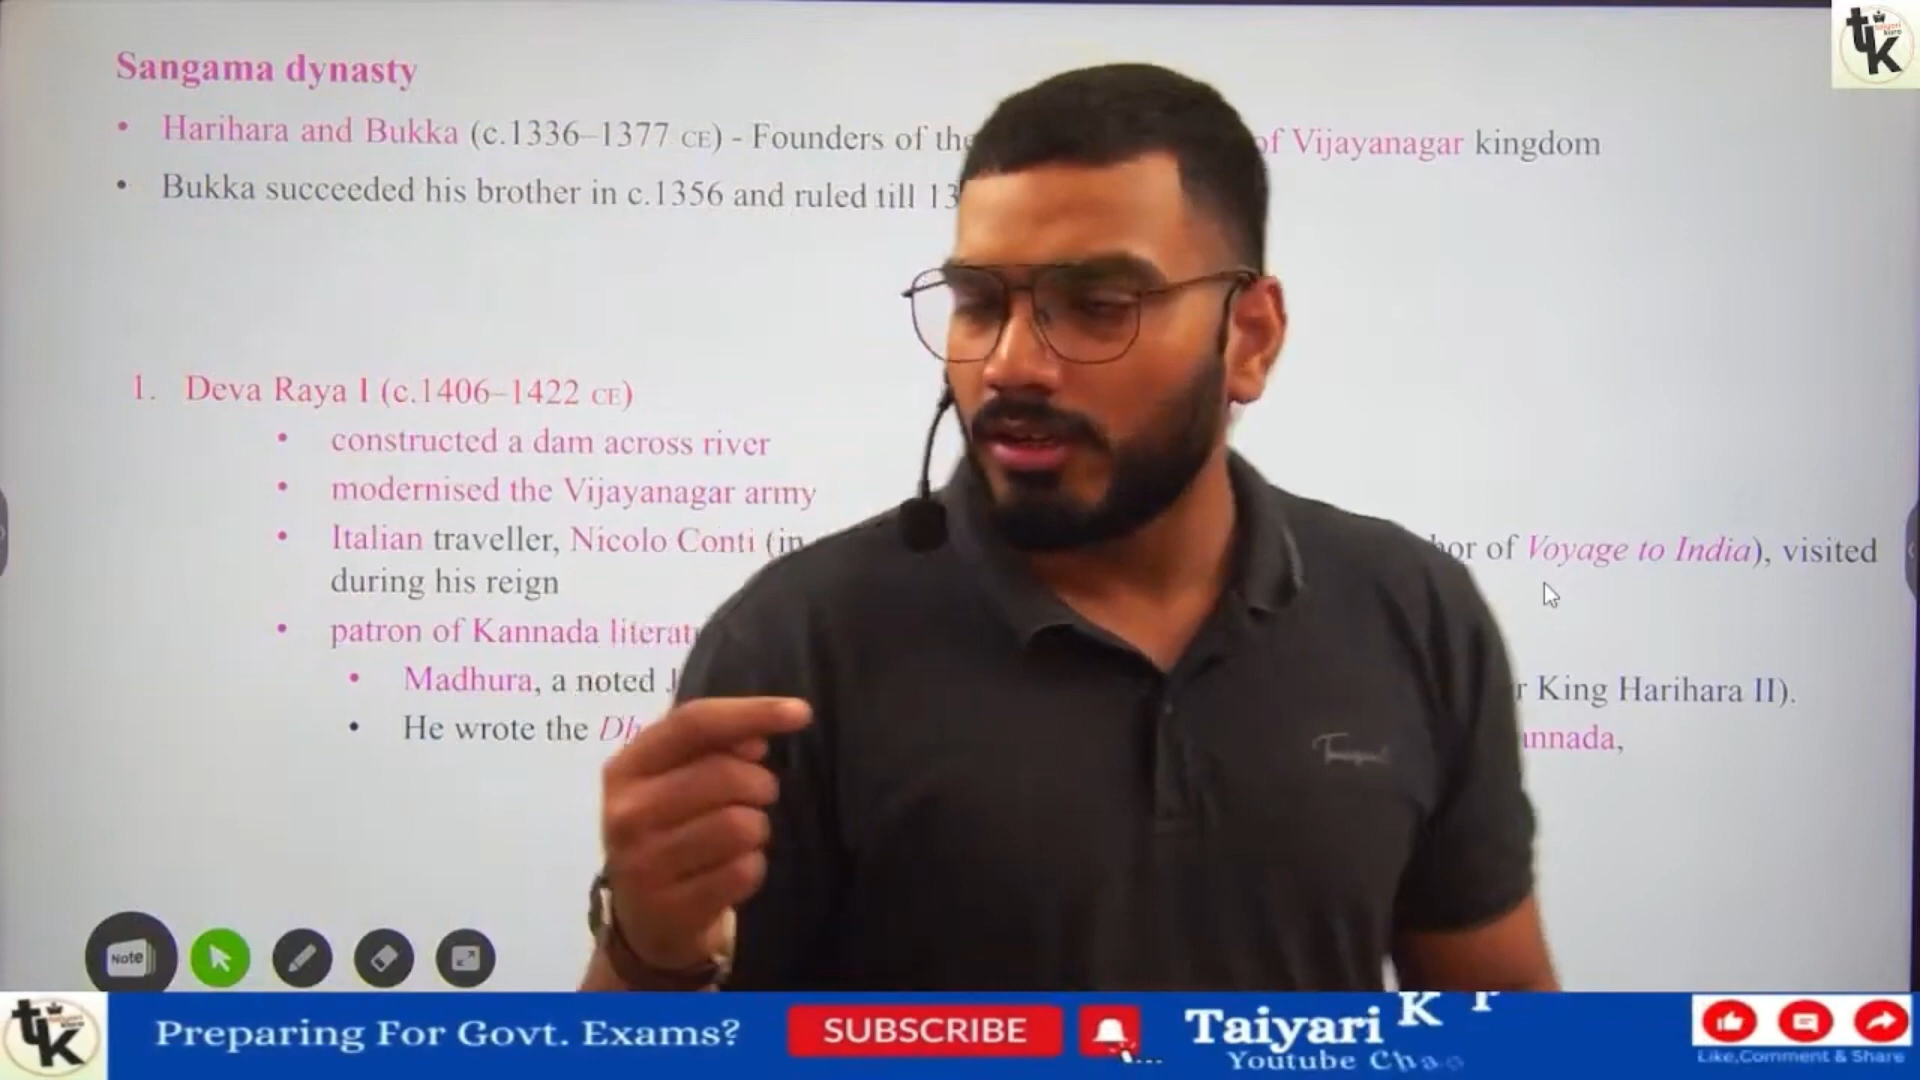 Sangama dynasty
• Harihara and Bukka (c.1336–1377 CE) - Founders of the of Vijayanagar kingdom
• Bukka succeeded his brother in c.1356 and ruled till 13
1. Deva Raya I (c.1406–1422 CE)
• constructed a dam across river
• modernised the Vijayanagar army
• Italian traveller, Nicolo Conti (in of Voyage to India), visited
during his reign
• patron of Kannada
• Madhura, a noted King Harihara II).
• He wrote the
Note
tk
Preparing For Govt. Exams?
SUBSCRIBE
Taiyari K
Youtube Cha
Like,Comment & Share